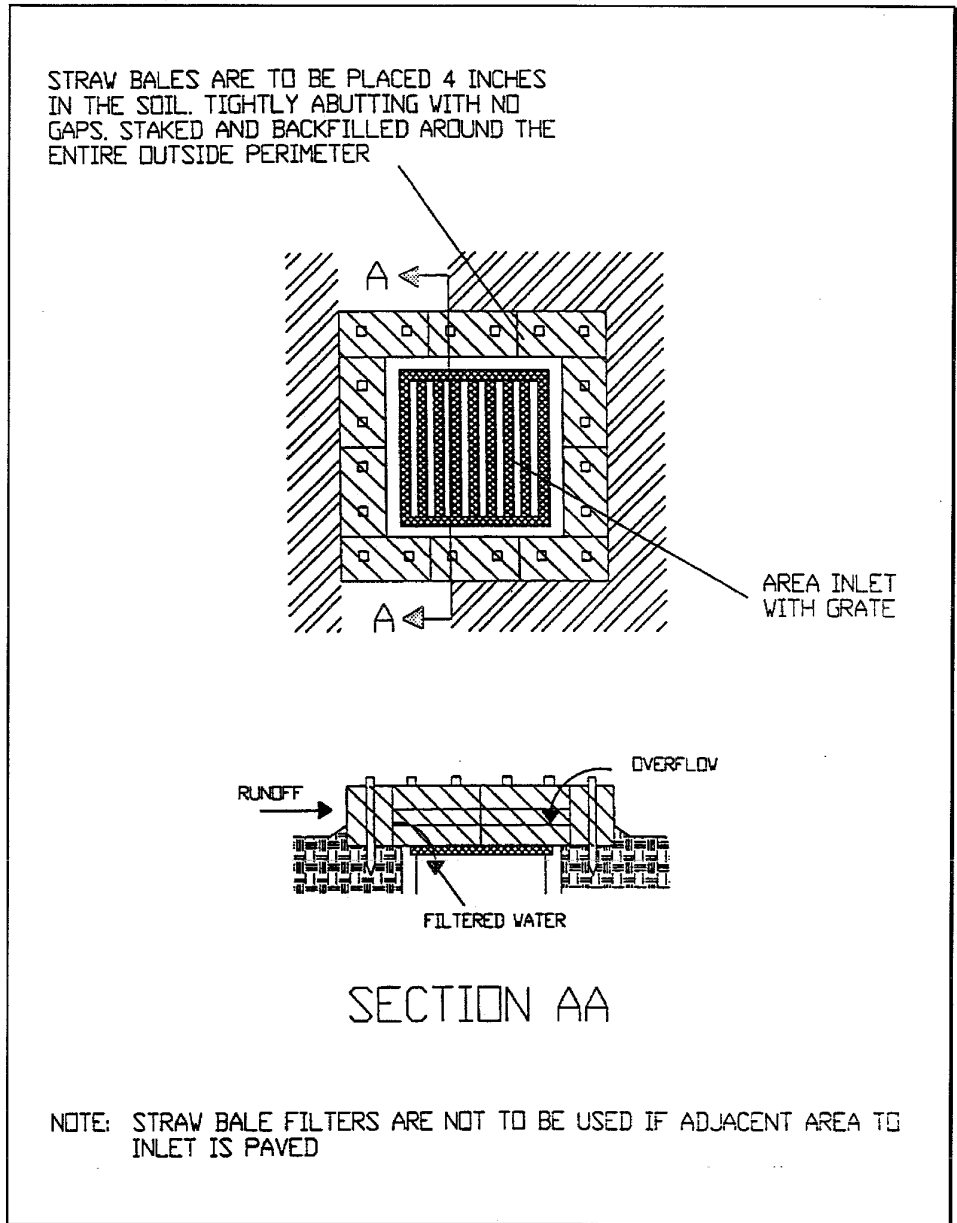 STRAW BALES ARE TO BE PLACED 4 INCHES
IN THE SOIL. TIGHTLY ABUTTING WITH NO
GAPS. STAKED AND BACKFILLED AROUND THE
ENTIRE OUTSIDE PERIMETER
A
AREA INLET
WITH GRATE
A
OVERFLOW
RUNOFF
FILTERED WATER
SECTION AA
NOTE: STRAW BALE FILTERS ARE NOT TO BE USED IF ADJACENT AREA TO
INLET IS PAVED